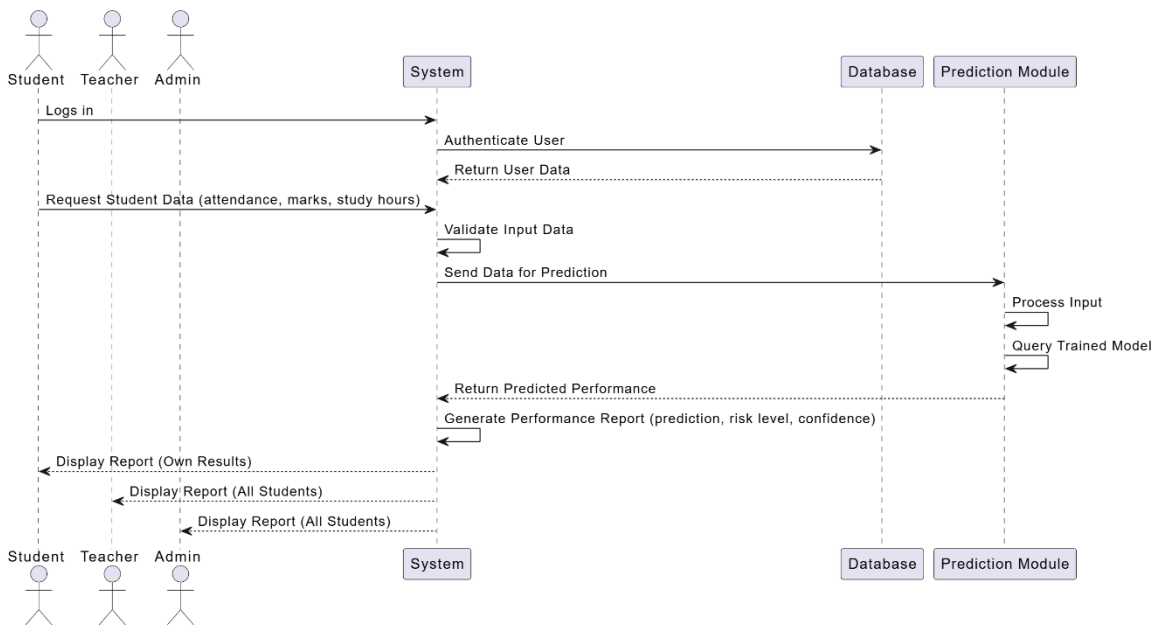 Student Teacher Admin
System Database Prediction Module
Logs in
Authenticate User
Return User Data
Request Student Data (attendance, marks, study hours)
Validate Input Data
Send Data for Prediction
Process Input
Query Trained Model
Return Predicted Performance
Generate Performance Report (prediction, risk level, confidence)
Display Report (Own Results)
Display Report (All Students)
Display Report (All Students)
Student Teacher Admin
System Database Prediction Module